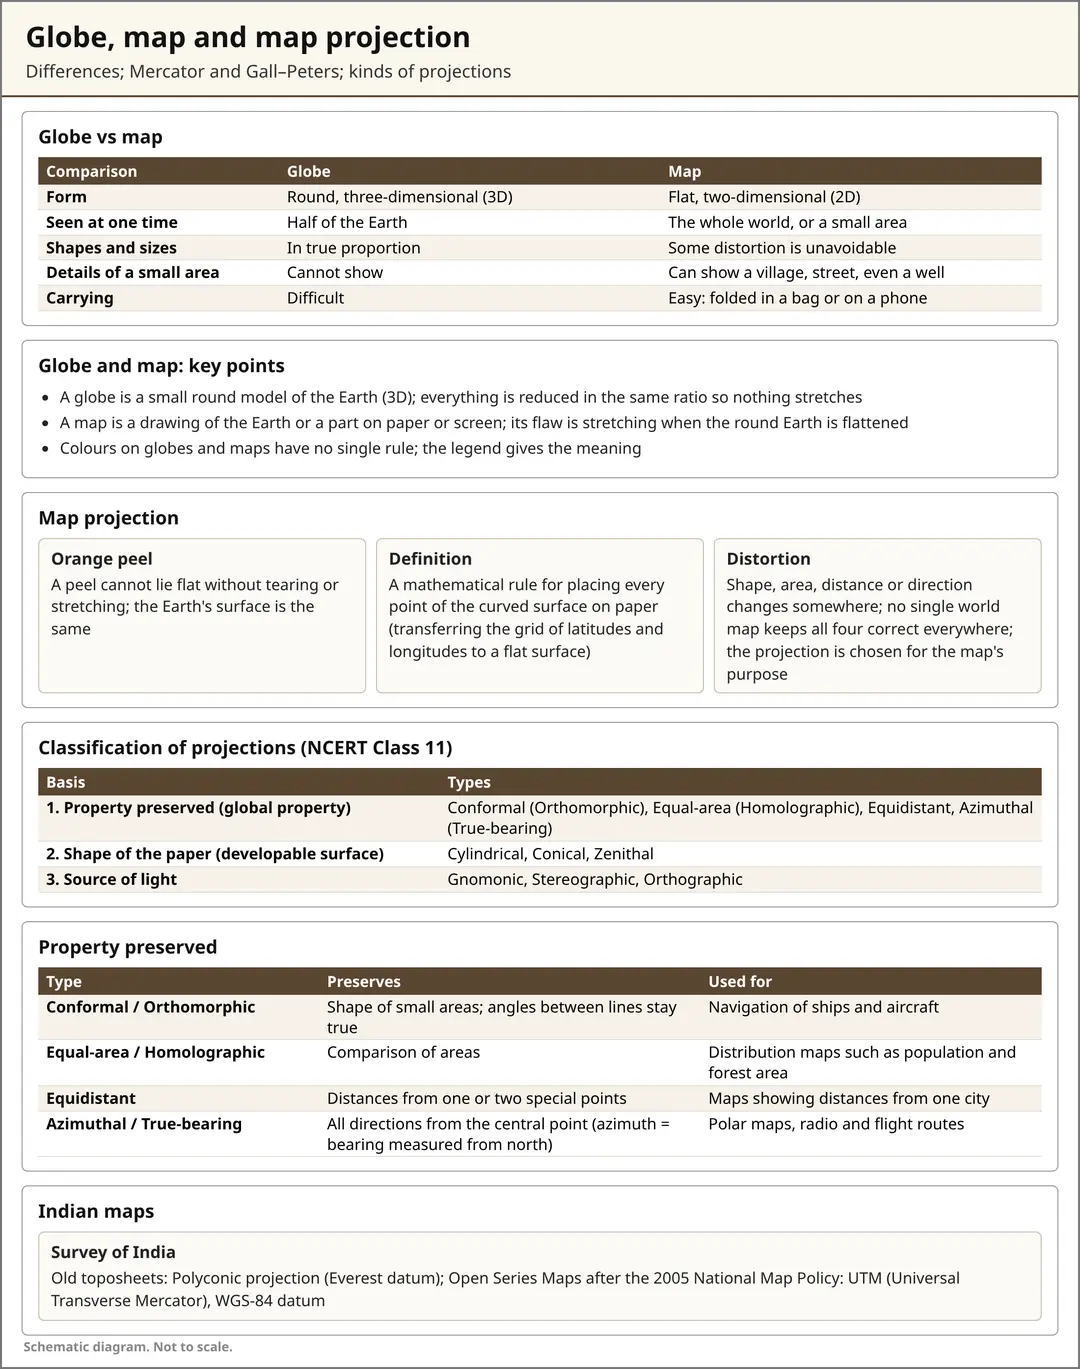 Globe, map and map projection
Differences; Mercator and Gall–Peters; kinds of projections
Globe vs map
Comparison Globe Map
Form Round, three-dimensional (3D) Flat, two-dimensional (2D)
Seen at one time Half of the Earth The whole world, or a small area
Shapes and sizes In true proportion Some distortion is unavoidable
Details of a small area Cannot show Can show a village, street, even a well
Carrying Difficult Easy: folded in a bag or on a phone
Globe and map: key points
• A globe is a small round model of the Earth (3D); everything is reduced in the same ratio so nothing stretches
• A map is a drawing of the Earth or a part on paper or screen; its flaw is stretching when the round Earth is flattened
• Colours on globes and maps have no single rule; the legend gives the meaning
Map projection
Orange peel
A peel cannot lie flat without tearing or
stretching; the Earth's surface is the
same
Definition
A mathematical rule for placing every
point of the curved surface on paper
(transferring the grid of latitudes and
longitudes to a flat surface)
Distortion
Shape, area, distance or direction
changes somewhere; no single world
map keeps all four correct everywhere;
the projection is chosen for the map's
purpose
Classification of projections (NCERT Class 11)
Basis Types
1. Property preserved (global property) Conformal (Orthomorphic), Equal-area (Homolographic), Equidistant, Azimuthal
(True-bearing)
2. Shape of the paper (developable surface) Cylindrical, Conical, Zenithal
3. Source of light Gnomonic, Stereographic, Orthographic
Property preserved
Type Preserves Used for
Conformal / Orthomorphic Shape of small areas; angles between lines stay Navigation of ships and aircraft
true
Equal-area / Homolographic Comparison of areas Distribution maps such as population and
forest area
Equidistant Distances from one or two special points Maps showing distances from one city
Azimuthal / True-bearing All directions from the central point (azimuth = Polar maps, radio and flight routes
bearing measured from north)
Indian maps
Survey of India
Old toposheets: Polyconic projection (Everest datum); Open Series Maps after the 2005 National Map Policy: UTM (Universal
Transverse Mercator), WGS-84 datum
Schematic diagram. Not to scale.